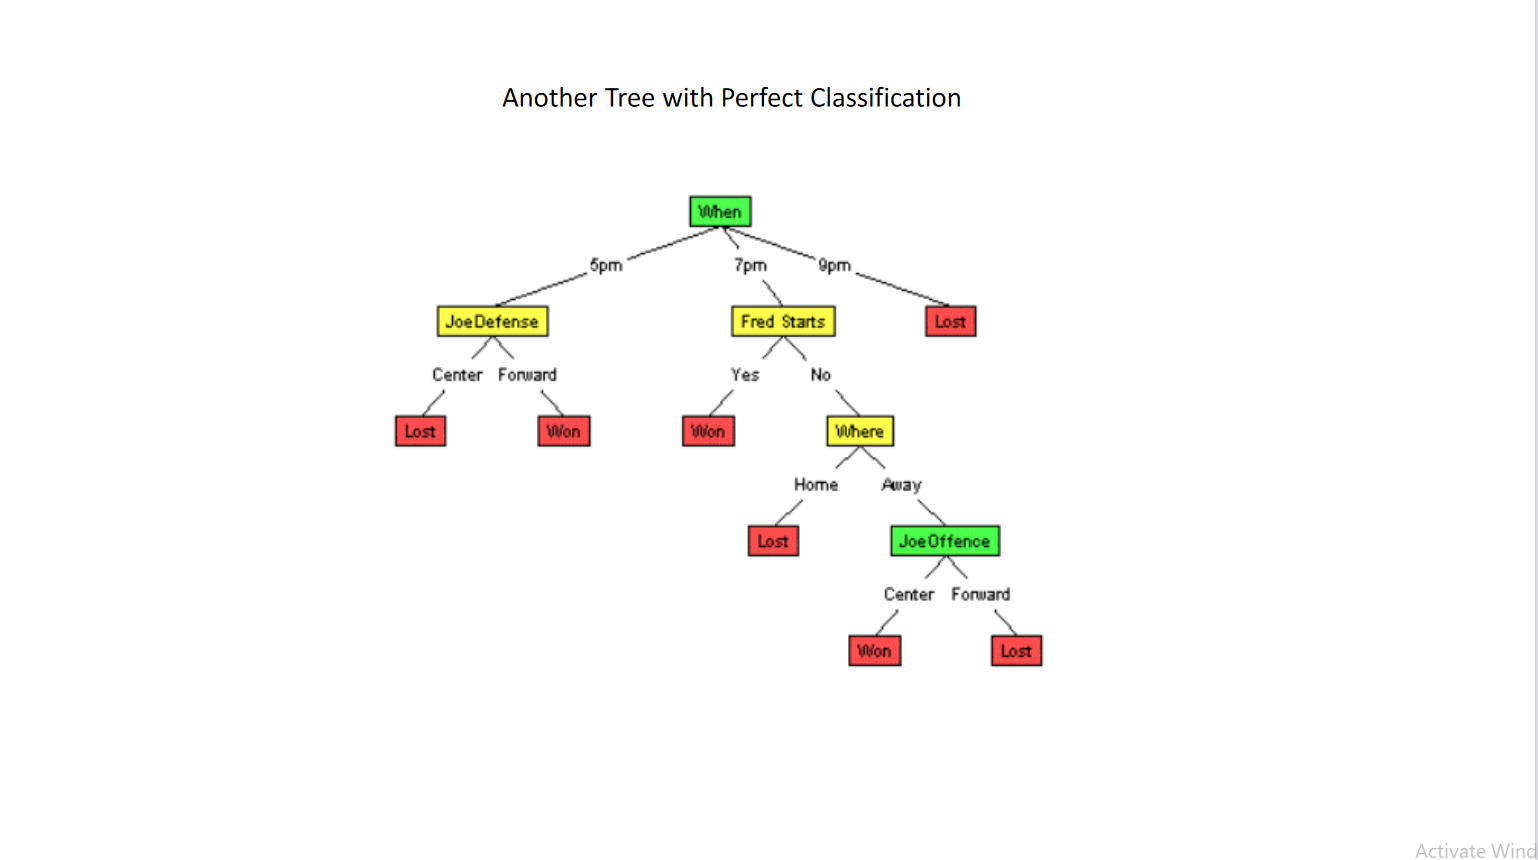 Another Tree with Perfect Classification
When
5pm 7pm 9pm
JoeDefense Fred Starts Lost
Center Forward Yes No
Lost Won Won Where
Home Away
Lost JoeOffence
Center Forward
Won Lost
Activate Wind